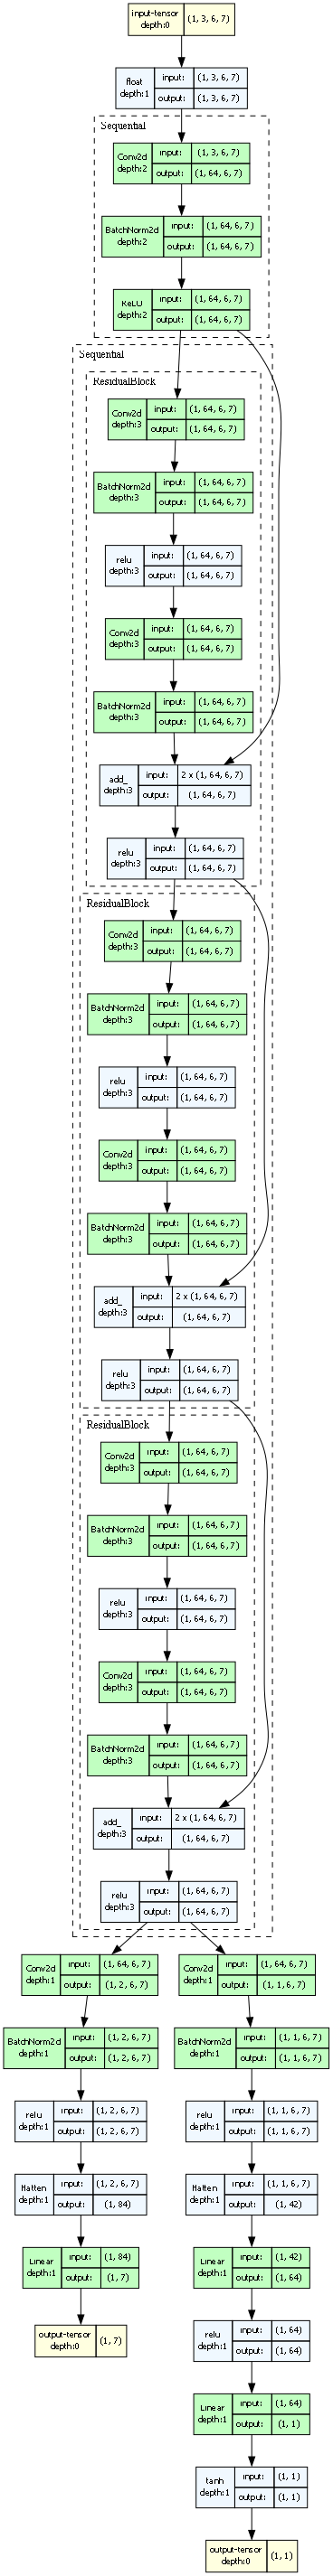 input-tensor depth:0 (1, 3, 6, 7)
float depth:1 input: (1, 3, 6, 7)
output: (1, 3, 6, 7)
Sequential
Conv2d depth:2 input: (1, 3, 6, 7)
output: (1, 64, 6, 7)
BatchNorm2d depth:2 input: (1, 64, 6, 7)
output: (1, 64, 6, 7)
ReLU depth:2 input: (1, 64, 6, 7)
output: (1, 64, 6, 7)
Sequential
ResidualBlock
Conv2d depth:3 input: (1, 64, 6, 7)
output: (1, 64, 6, 7)
BatchNorm2d depth:3 input: (1, 64, 6, 7)
output: (1, 64, 6, 7)
relu depth:3 input: (1, 64, 6, 7)
output: (1, 64, 6, 7)
Conv2d depth:3 input: (1, 64, 6, 7)
output: (1, 64, 6, 7)
BatchNorm2d depth:3 input: (1, 64, 6, 7)
output: (1, 64, 6, 7)
add_ depth:3 input: 2 x (1, 64, 6, 7)
output: (1, 64, 6, 7)
relu depth:3 input: (1, 64, 6, 7)
output: (1, 64, 6, 7)
ResidualBlock
Conv2d depth:3 input: (1, 64, 6, 7)
output: (1, 64, 6, 7)
BatchNorm2d depth:3 input: (1, 64, 6, 7)
output: (1, 64, 6, 7)
relu depth:3 input: (1, 64, 6, 7)
output: (1, 64, 6, 7)
Conv2d depth:3 input: (1, 64, 6, 7)
output: (1, 64, 6, 7)
BatchNorm2d depth:3 input: (1, 64, 6, 7)
output: (1, 64, 6, 7)
add_ depth:3 input: 2 x (1, 64, 6, 7)
output: (1, 64, 6, 7)
relu depth:3 input: (1, 64, 6, 7)
output: (1, 64, 6, 7)
ResidualBlock
Conv2d depth:3 input: (1, 64, 6, 7)
output: (1, 64, 6, 7)
BatchNorm2d depth:3 input: (1, 64, 6, 7)
output: (1, 64, 6, 7)
relu depth:3 input: (1, 64, 6, 7)
output: (1, 64, 6, 7)
Conv2d depth:3 input: (1, 64, 6, 7)
output: (1, 64, 6, 7)
BatchNorm2d depth:3 input: (1, 64, 6, 7)
output: (1, 64, 6, 7)
add_ depth:3 input: 2 x (1, 64, 6, 7)
output: (1, 64, 6, 7)
relu depth:3 input: (1, 64, 6, 7)
output: (1, 64, 6, 7)
Conv2d depth:1 input: (1, 64, 6, 7)
output: (1, 2, 6, 7)
BatchNorm2d depth:1 input: (1, 2, 6, 7)
output: (1, 2, 6, 7)
relu depth:1 input: (1, 2, 6, 7)
output: (1, 2, 6, 7)
flatten depth:1 input: (1, 2, 6, 7)
output: (1, 84)
Linear depth:1 input: (1, 84)
output: (1, 7)
output-tensor depth:0 (1, 7)
Conv2d depth:1 input: (1, 64, 6, 7)
output: (1, 1, 6, 7)
BatchNorm2d depth:1 input: (1, 1, 6, 7)
output: (1, 1, 6, 7)
relu depth:1 input: (1, 1, 6, 7)
output: (1, 1, 6, 7)
flatten depth:1 input: (1, 1, 6, 7)
output: (1, 42)
Linear depth:1 input: (1, 42)
output: (1, 64)
relu depth:1 input: (1, 64)
output: (1, 64)
Linear depth:1 input: (1, 64)
output: (1, 1)
tanh depth:1 input: (1, 1)
output: (1, 1)
output-tensor depth:0 (1, 1)